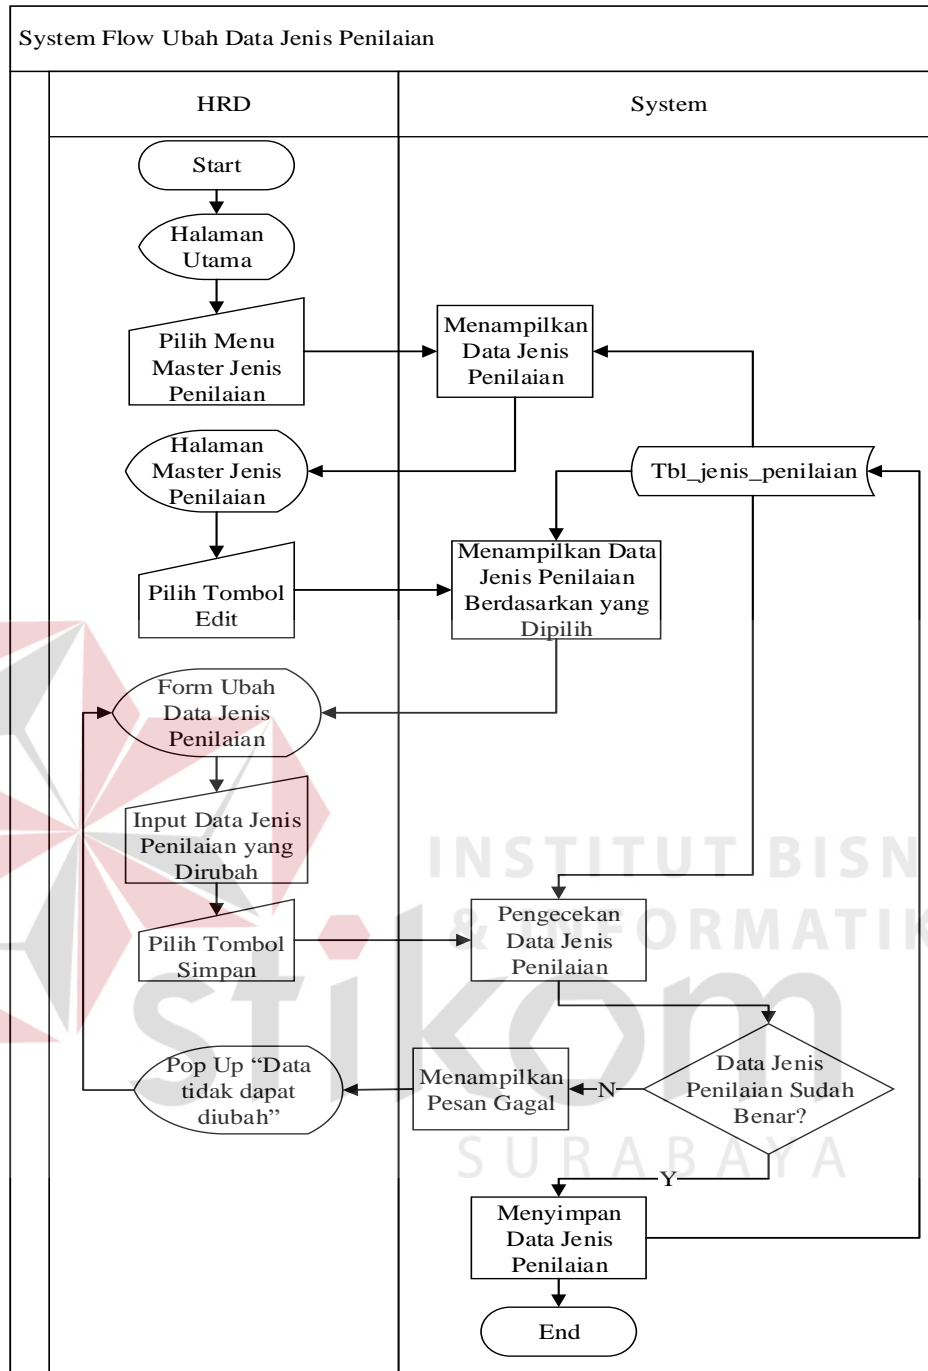 System Flow Ubah Data Jenis Penilaian
HRD
System
Start
Halaman
Utama
Pilih Menu
Master Jenis
Penilaian
Menampilkan
Data Jenis
Penilaian
Halaman
Master Jenis
Penilaian
Tbl_jenis_penilaian
Pilih Tombol
Edit
Menampilkan Data
Jenis Penilaian
Berdasarkan yang
Dipilih
Form Ubah
Data Jenis
Penilaian
Input Data Jenis
Penilaian yang
Dirubah
INSTITUT BISN
& INFORMATIK
Pilih Tombol
Simpan
Pengecekan
Data Jenis
Penilaian
stikom
Data Jenis
Penilaian Sudah
Benar?
N
Menampilkan
Pesan Gagal
Pop Up “Data
tidak dapat
diubah”
SURABAYA
Y
Menyimpan
Data Jenis
Penilaian
End